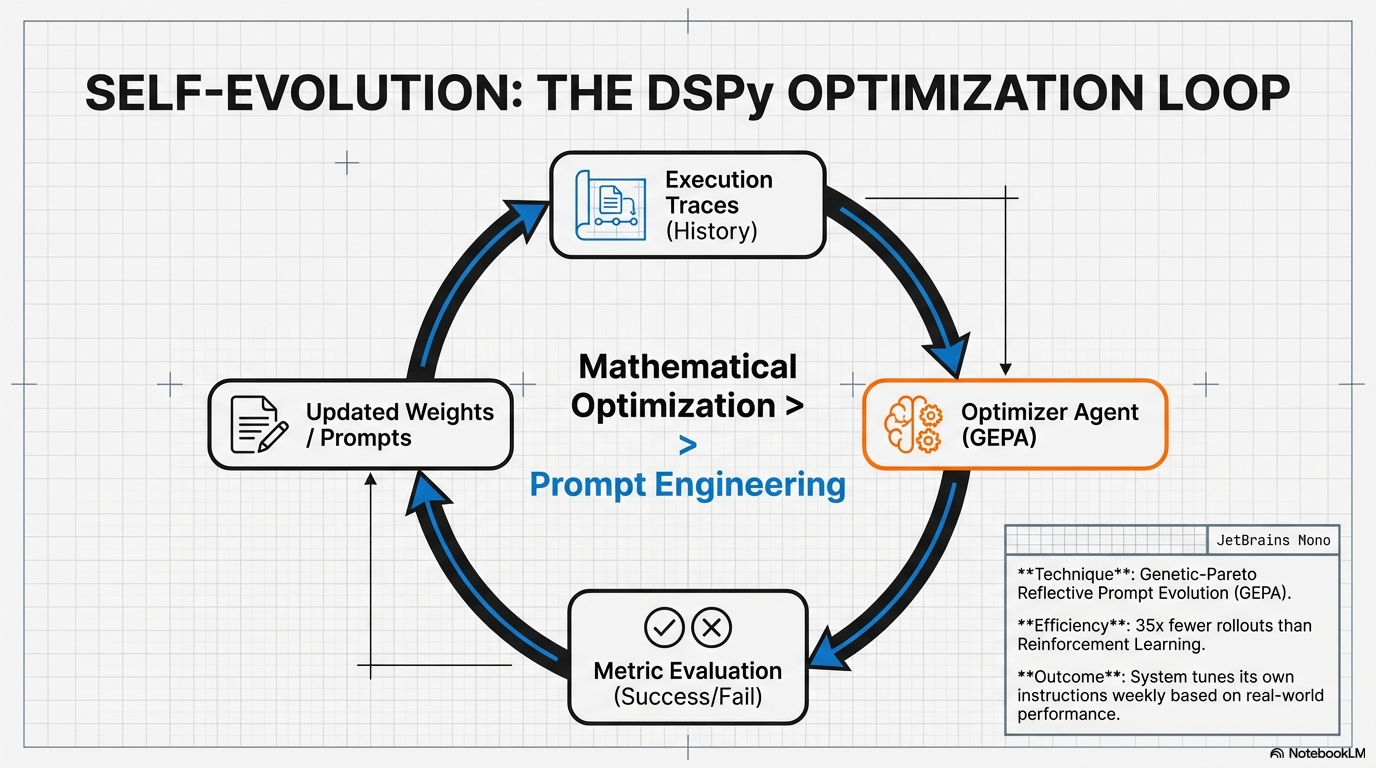 SELF-EVOLUTION: THE DSPy OPTIMIZATION LOOP
Execution
Traces
(History)
Mathematical
Optimization >
>
Prompt Engineering
Updated Weights
/ Prompts
Optimizer Agent
(GEPA)
Metric Evaluation
(Success/Fail)
JetBrains Mono
**Technique**: Genetic-Pareto
Reflective Prompt Evolution (GEPA).
**Efficiency**: 35x fewer rollouts than
Reinforcement Learning.
**Outcome**: System tunes its own
instructions weekly based on real-world
performance.
NotebookLM